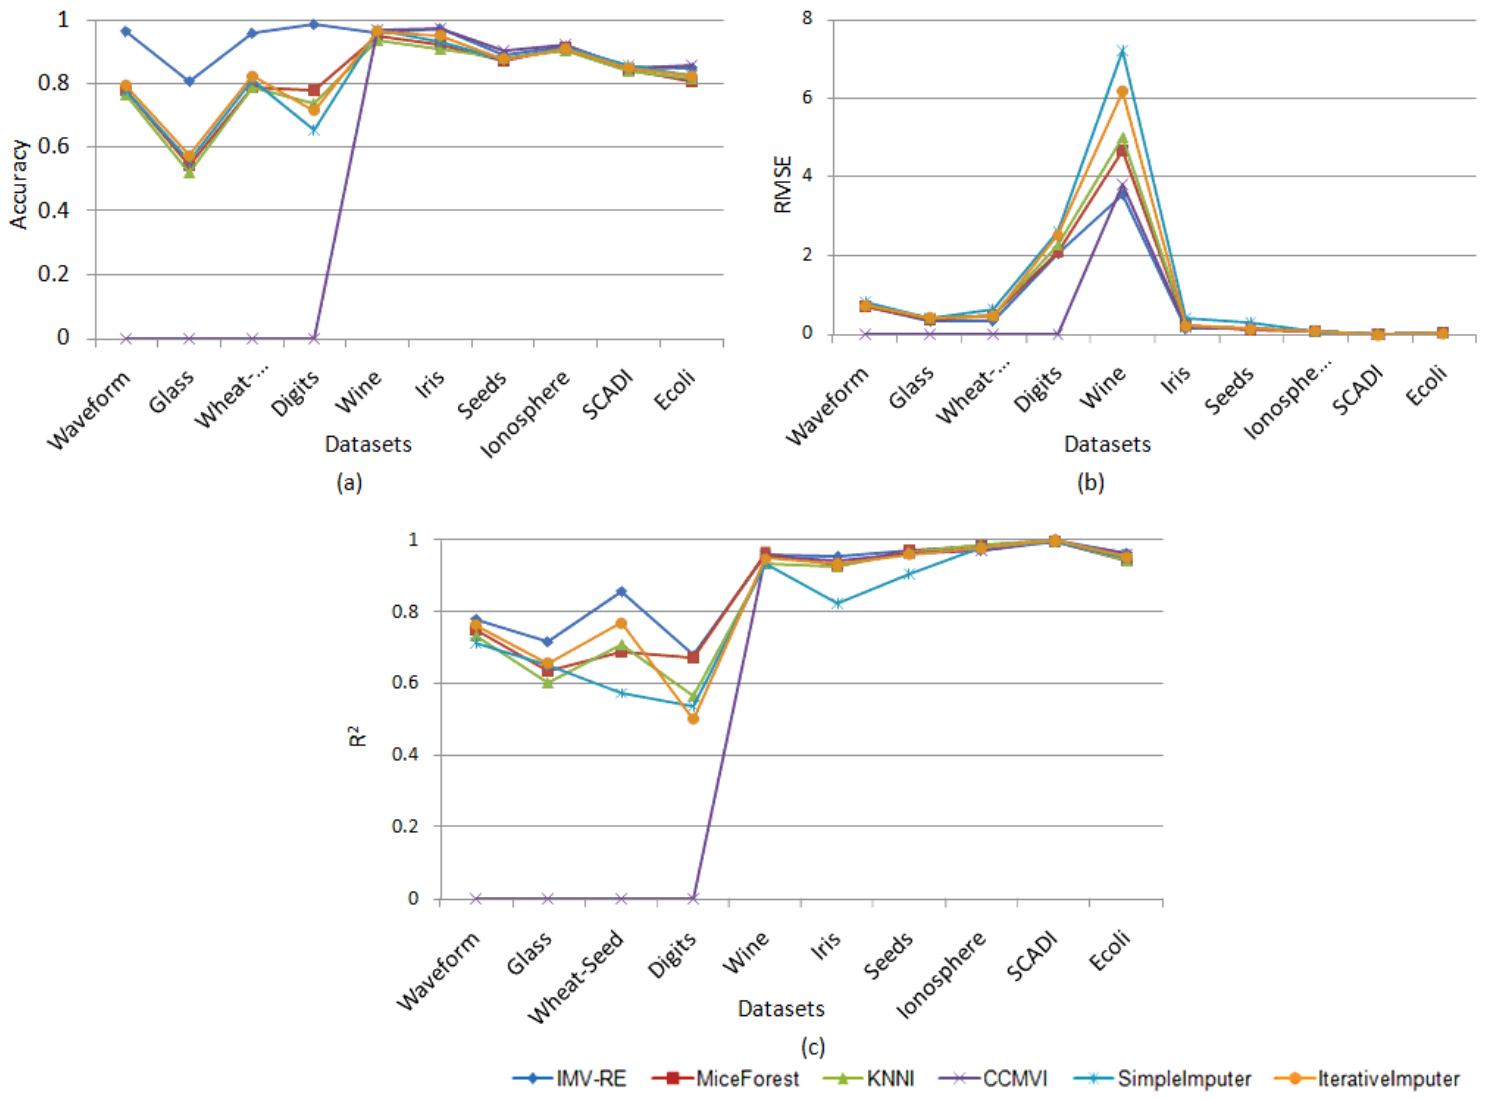 1
0.8
0.6
0.4
0.2
0
Accuracy
Waveform
Glass
Wheat-...
Digits
Wine
Iris
Seeds
Ionosphere
SCADI
Ecoli
Datasets
(a)
8
6
4
2
0
RMSE
Waveform
Glass
Wheat-...
Digits
Wine
Iris
Seeds
Ionosphe...
SCADI
Ecoli
Datasets
(b)
1
0.8
0.6
0.4
0.2
0
R²
Waveform
Glass
Wheat-Seed
Digits
Wine
Iris
Seeds
Ionosphere
SCADI
Ecoli
Datasets
(c)
IMV-RE MiceForest KNNI CCMVI SimpleImputer IterativeImputer